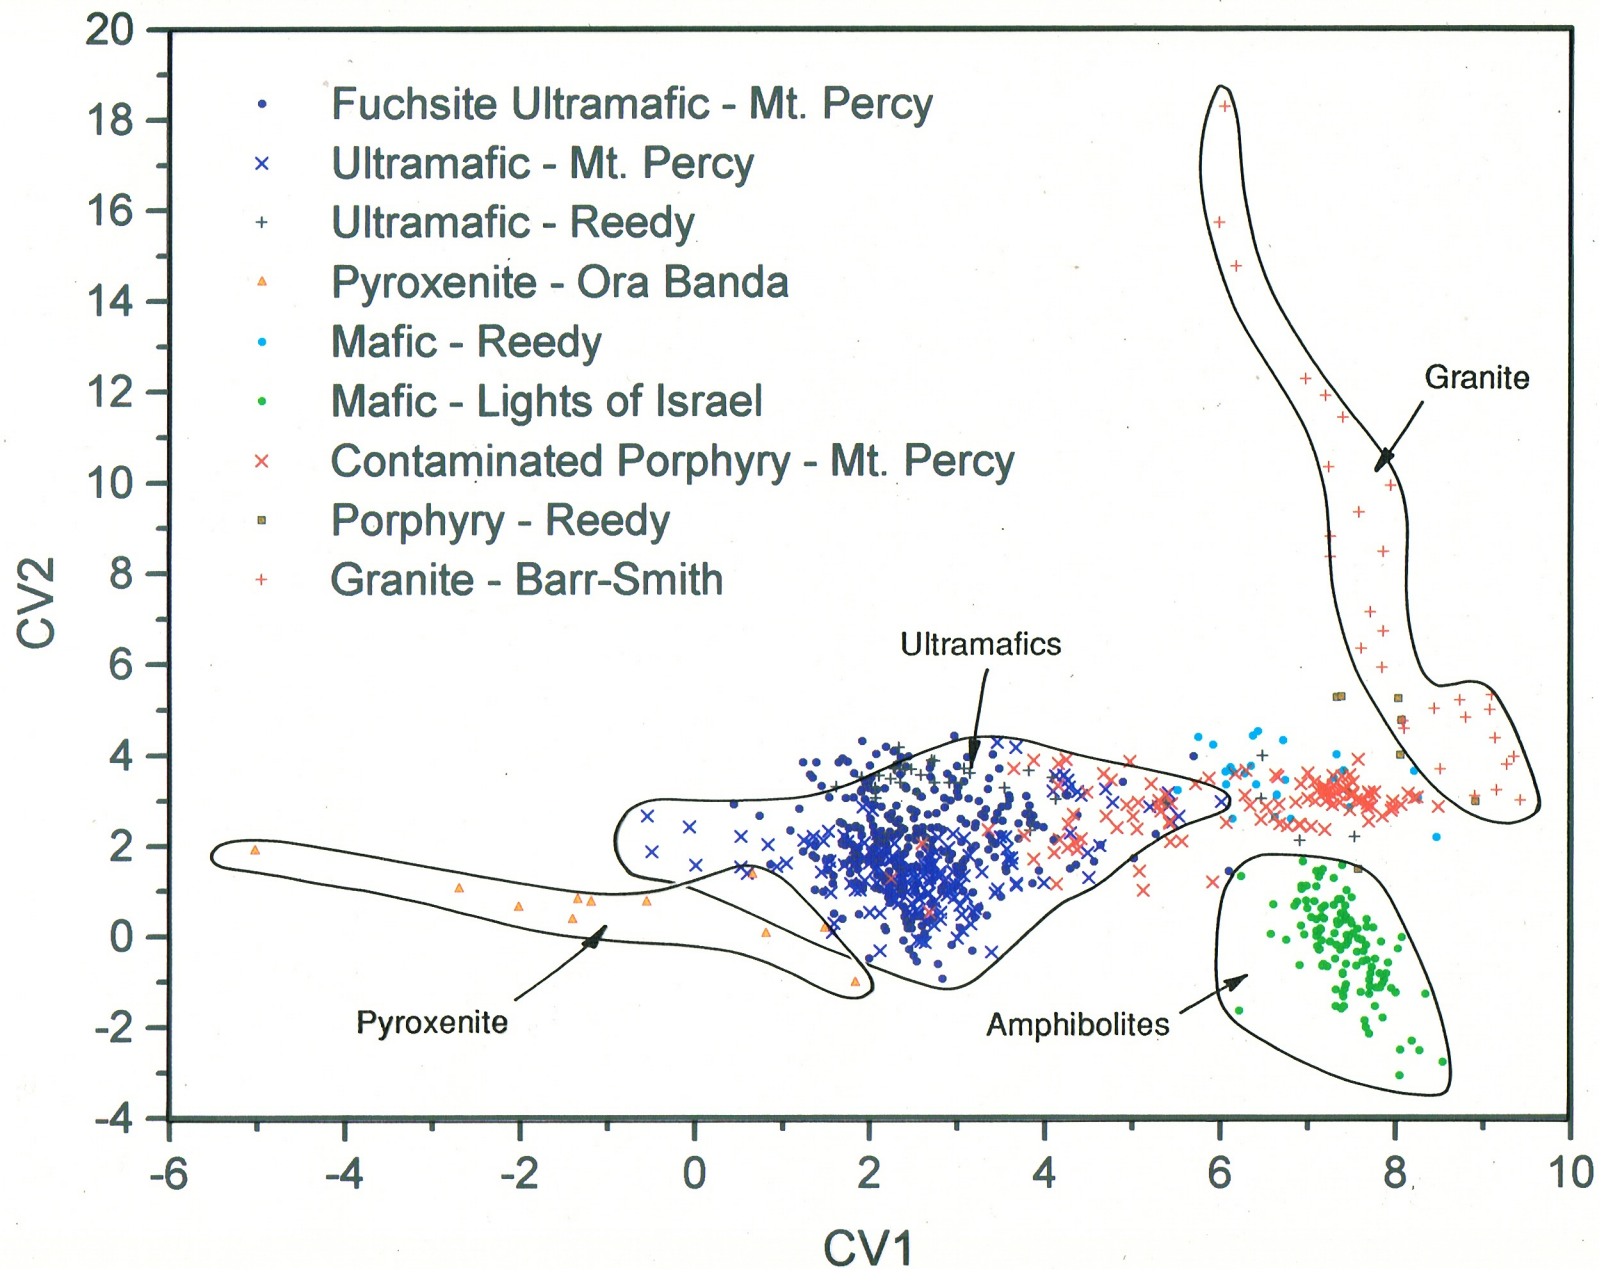 20
18
16
14
12
10
8
6
4
2
0
-2
-4
CV2
Fuchsite Ultramafic - Mt. Percy
Ultramafic - Mt. Percy
Ultramafic - Reedy
Pyroxenite - Ora Banda
Mafic - Reedy
Mafic - Lights of Israel
Contaminated Porphyry - Mt. Percy
Porphyry - Reedy
Granite - Barr-Smith
Granite
Ultramafics
Pyroxenite
Amphibolites
-6 -4 -2 0 2 4 6 8 10
CV1